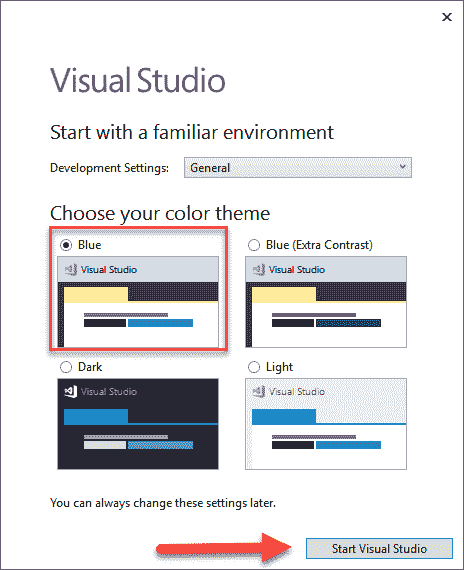 Visual Studio
Start with a familiar environment
Development Settings: General
Choose your color theme
Blue
Blue (Extra Contrast)
Visual Studio
Visual Studio
Dark
Light
Visual Studio
Visual Studio
You can always change these settings later.
Start Visual Studio